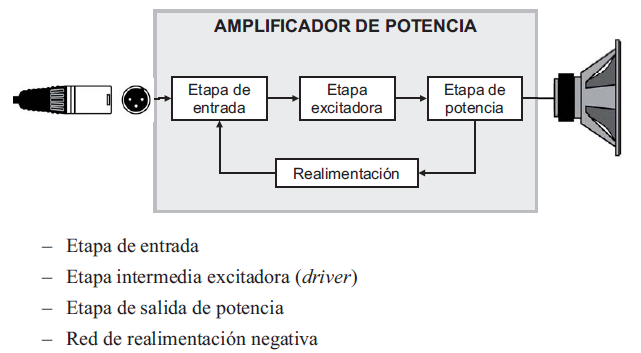 AMPLIFICADOR DE POTENCIA
Etapa de
entrada
Etapa
excitadora
Etapa de
potencia
Realimentación
– Etapa de entrada
– Etapa intermedia excitadora (driver)
– Etapa de salida de potencia
– Red de realimentación negativa